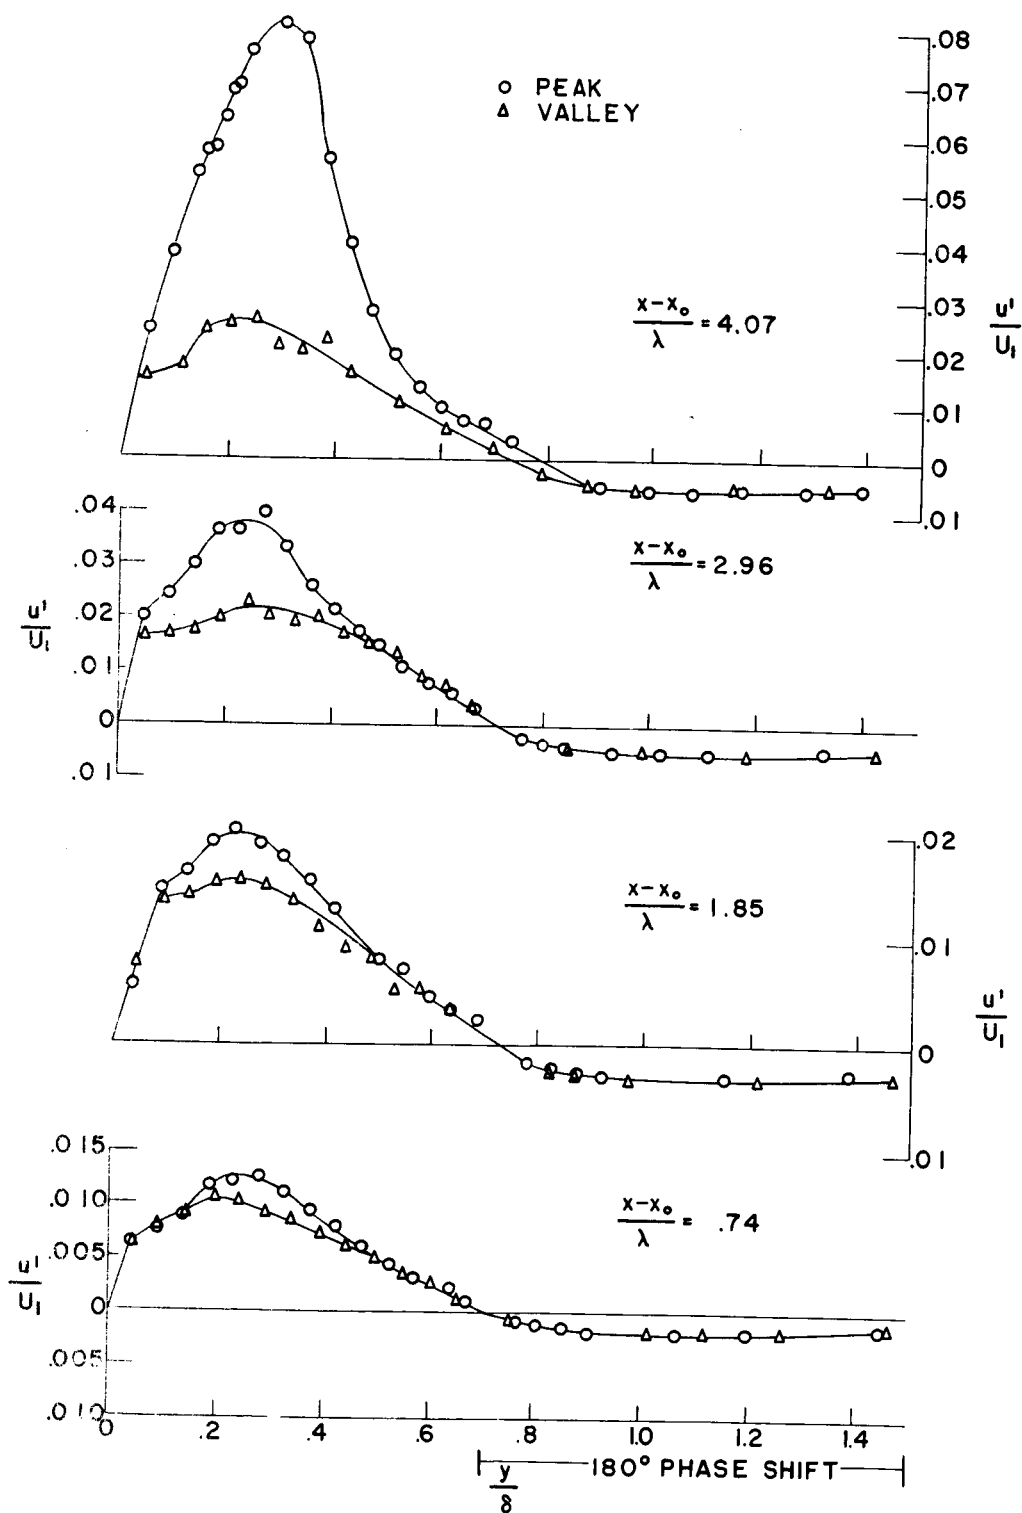 ○ PEAK
△ VALLEY
.08
.07
.06
.05
.04
.03
.02
.01
0
.01
u'
U₁
x-x₀
λ
= 4.07
.04
.03
.02
.01
0
.01
u'
U₁
x-x₀
λ
= 2.96
.02
.01
0
.01
u'
U₁
x-x₀
λ
= 1.85
.015
.010
.005
0
.005
.010
u'
U₁
x-x₀
λ
= .74
0 .2 .4 .6 .8 1.0 1.2 1.4
y
δ
180° PHASE SHIFT